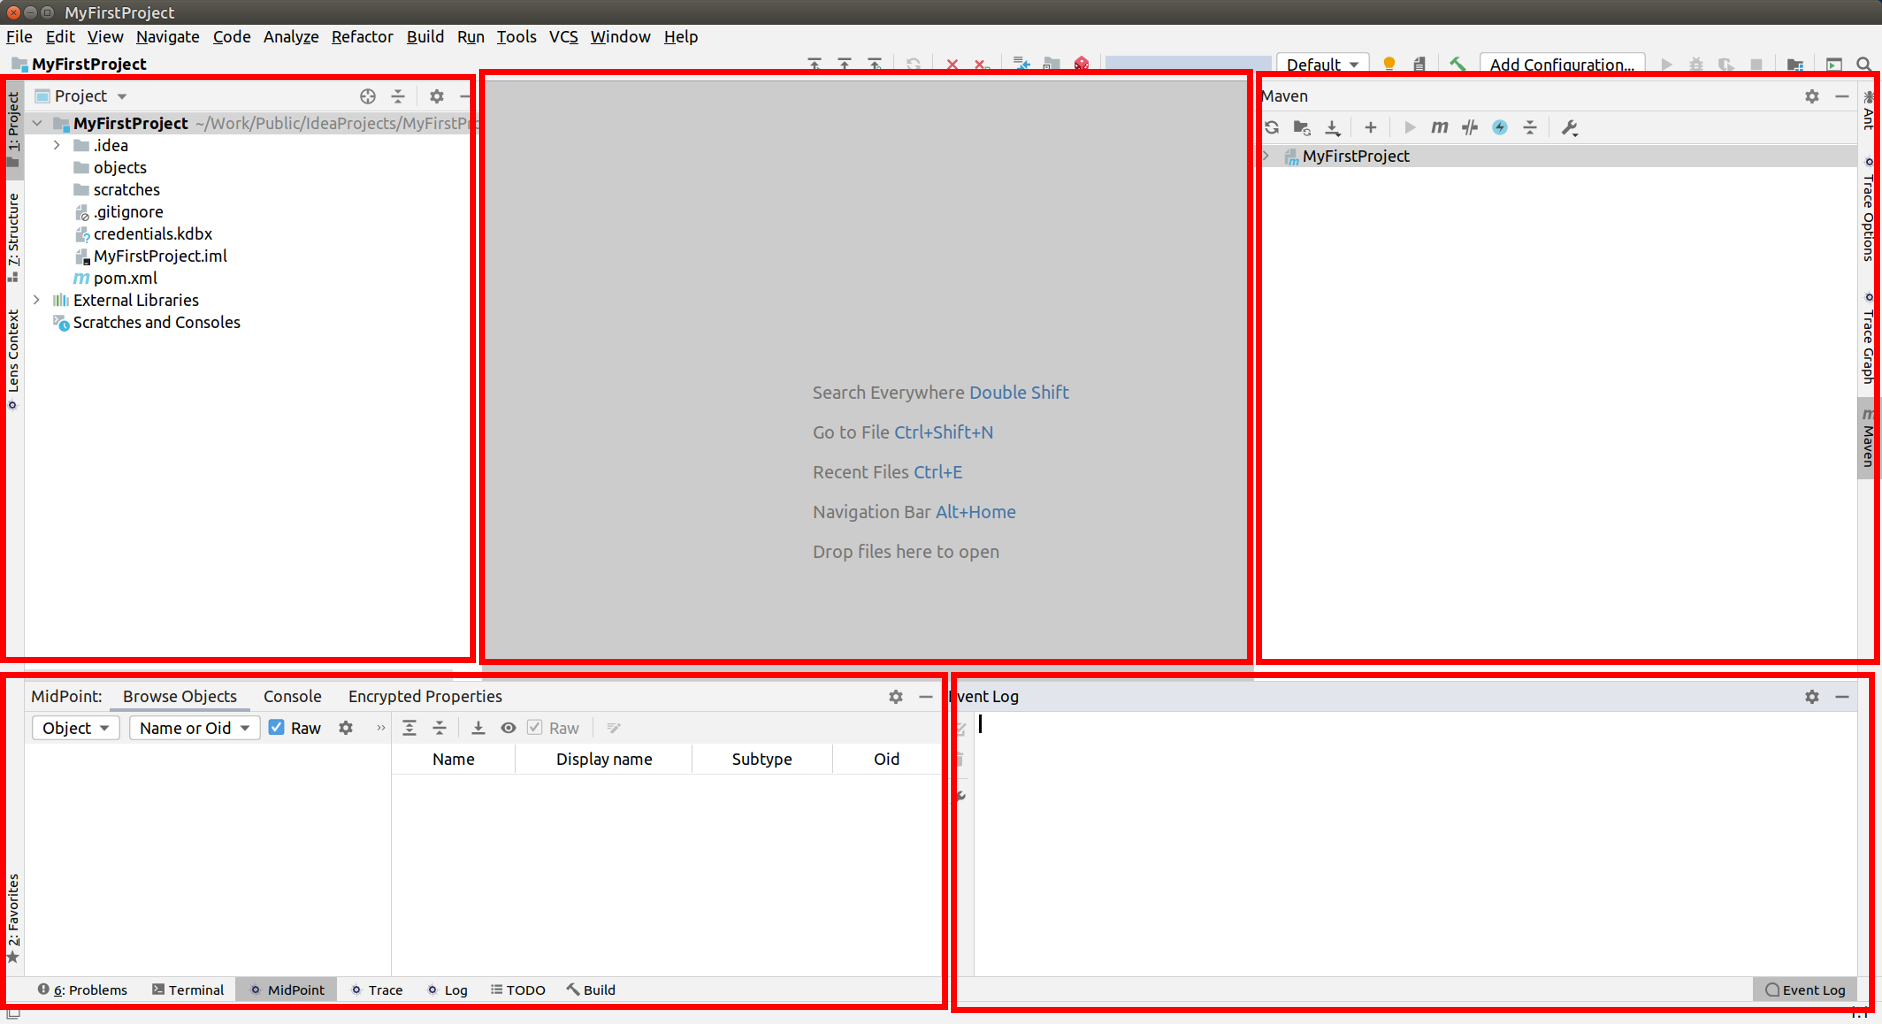 MyFirstProject
File Edit View Navigate Code Analyze Refactor Build Run Tools VCS Window Help
MyFirstProject
Default Add Configuration...
1: Project
7: Structure
Lens Context
2: Favorites
Project
MyFirstProject ~/Work/Public/IdeaProjects/MyFirstPro
.idea
objects
scratches
.gitignore
credentials.kdbx
MyFirstProject.iml
pom.xml
External Libraries
Scratches and Consoles
Search Everywhere Double Shift
Go to File Ctrl+Shift+N
Recent Files Ctrl+E
Navigation Bar Alt+Home
Drop files here to open
Maven
MyFirstProject
Ant
Trace Options
Trace Graph
Maven
MidPoint: Browse Objects Console Encrypted Properties
Object Name or Oid Raw » Raw
Name Display name Subtype Oid
Event Log
6: Problems Terminal MidPoint Trace Log TODO Build Event Log
1:1